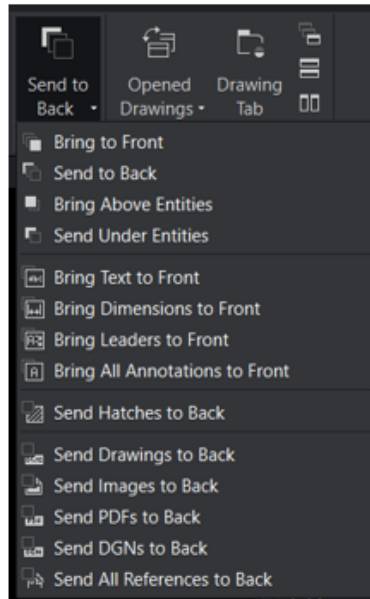 Send to Back
Opened Drawings
Drawing Tab
Bring to Front
Send to Back
Bring Above Entities
Send Under Entities
Bring Text to Front
Bring Dimensions to Front
Bring Leaders to Front
Bring All Annotations to Front
Send Hatches to Back
Send Drawings to Back
Send Images to Back
Send PDFs to Back
Send DGNs to Back
Send All References to Back